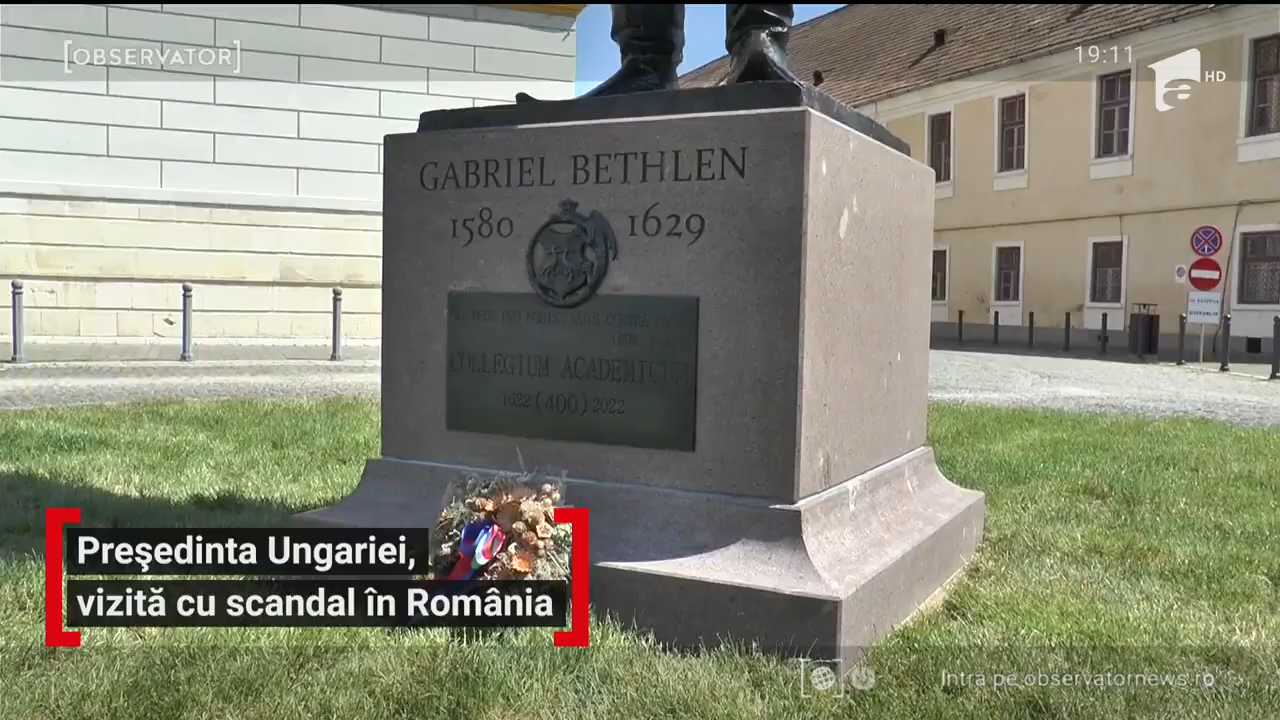 [OBSERVATOR]
19:11
HD
GABRIEL BETHLEN
1580 1629
COLLEGIUM ACADEMICUM
1622 (400) 2022
Preşedinta Ungariei,
vizită cu scandal în România
Intră pe observatornews.ro